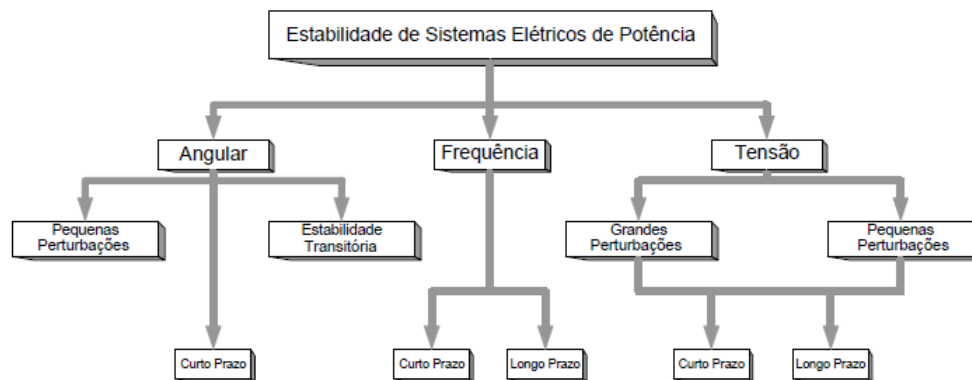 Estabilidade de Sistemas Elétricos de Potência
Angular
Frequência
Tensão
Pequenas
Perturbações
Estabilidade
Transitória
Grandes
Perturbações
Pequenas
Perturbações
Curto Prazo
Curto Prazo
Longo Prazo
Curto Prazo
Longo Prazo